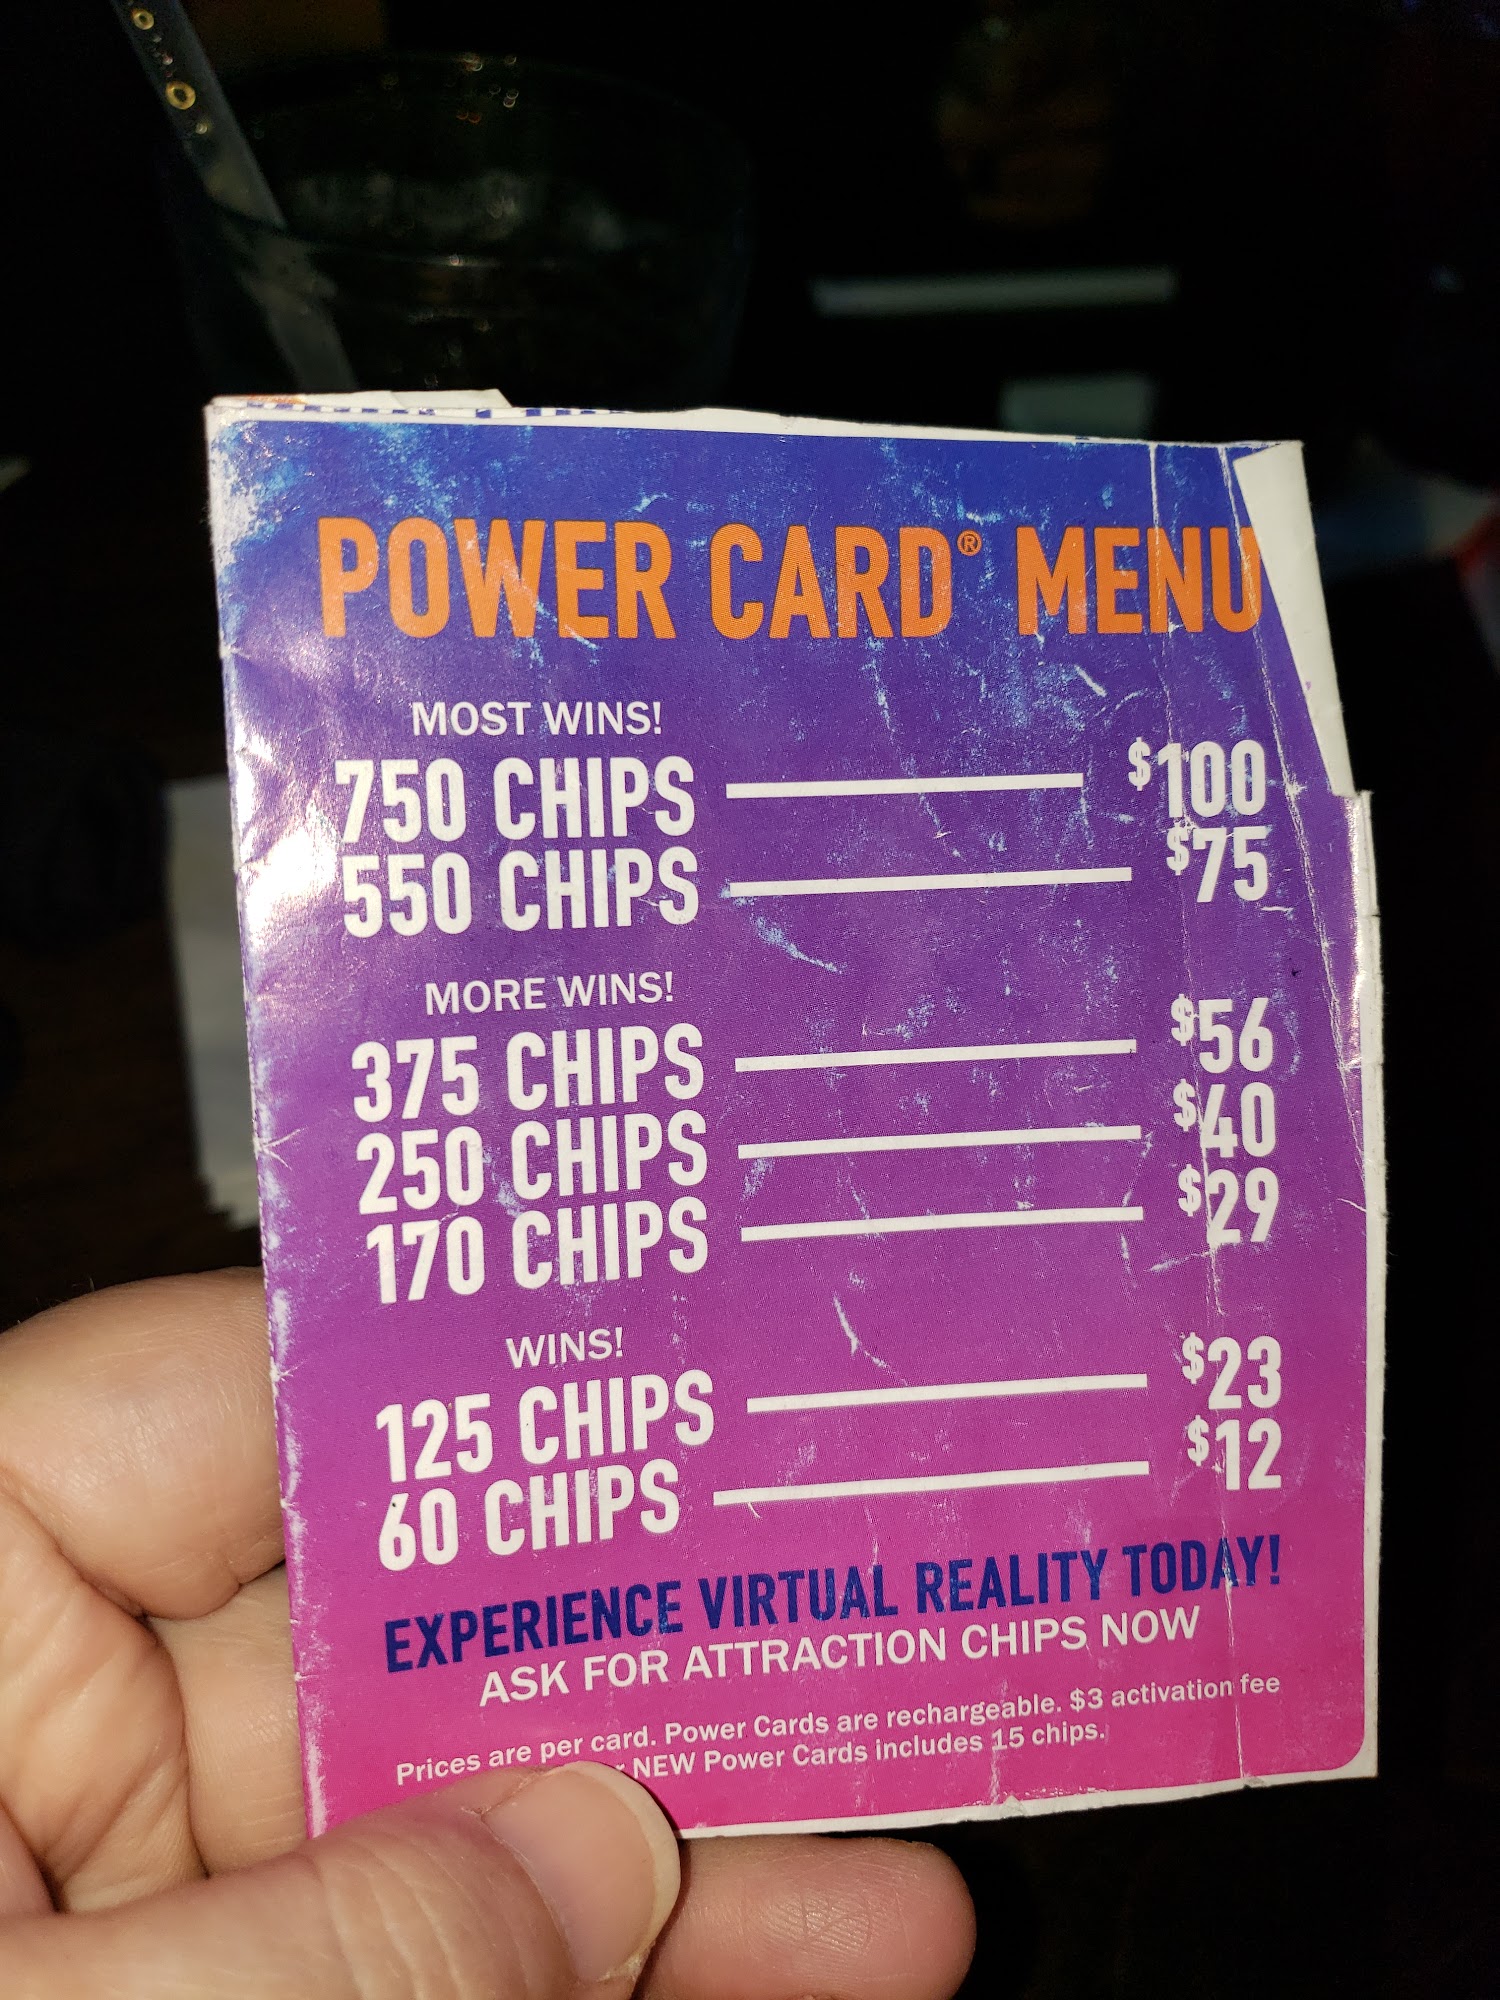 POWER CARD® MENU
MOST WINS!
750 CHIPS $100
550 CHIPS $75
MORE WINS!
375 CHIPS $56
250 CHIPS $40
170 CHIPS $29
WINS!
125 CHIPS $23
60 CHIPS $12
EXPERIENCE VIRTUAL REALITY TODAY!
ASK FOR ATTRACTION CHIPS NOW
Prices are per card. Power Cards are rechargeable. $3 activation fee
NEW Power Cards includes 15 chips.